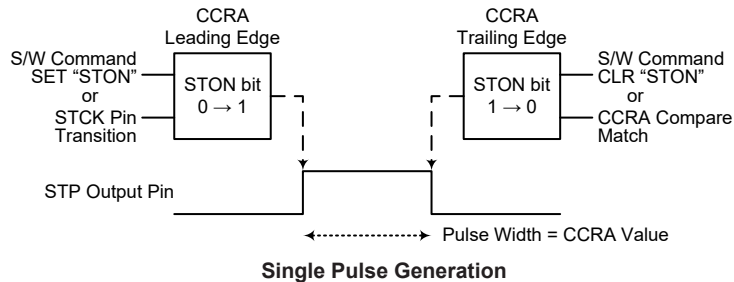 CCRA
Leading Edge
S/W Command
SET “STON”
or
STCK Pin
Transition
STON bit
0 → 1
CCRA
Trailing Edge
STON bit
1 → 0
S/W Command
CLR “STON”
or
CCRA Compare
Match
STP Output Pin
Pulse Width = CCRA Value
Single Pulse Generation